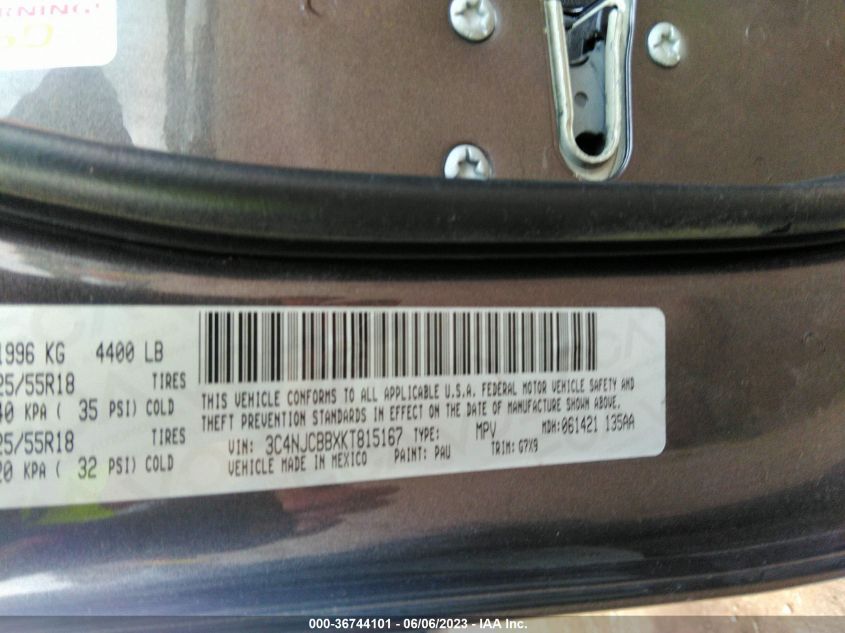 RNING!
1996 KG 4400 LB
25/55R18 TIRES
40 KPA ( 35 PSI) COLD
25/55R18 TIRES
20 KPA ( 32 PSI) COLD
THIS VEHICLE CONFORMS TO ALL APPLICABLE U.S.A. FEDERAL MOTOR VEHICLE SAFETY AND
THEFT PREVENTION STANDARDS IN EFFECT ON THE DATE OF MANUFACTURE SHOWN ABOVE.
VIN: 3C4NJCBBXKT815167 TYPE: MPV MDH:061421 135AA
VEHICLE MADE IN MEXICO PAINT: PAU TRIM: G7X9
000-36744101 - 06/06/2023 - IAA Inc.